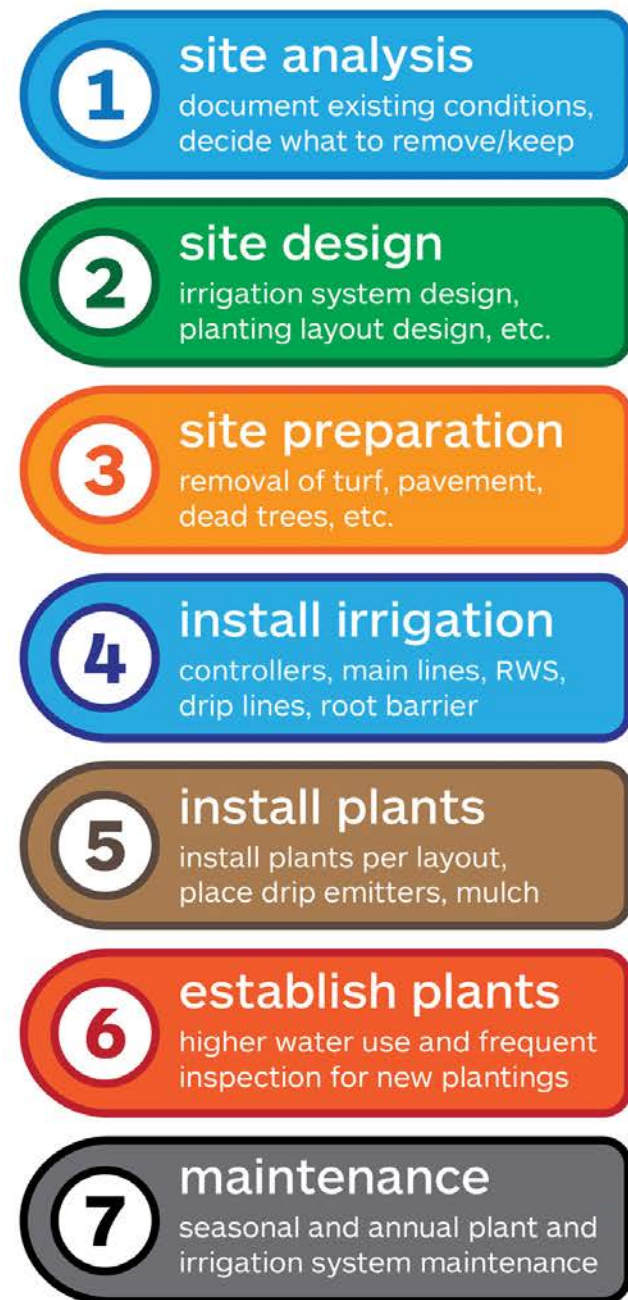 1
site analysis
document existing conditions,
decide what to remove/keep
2
site design
irrigation system design,
planting layout design, etc.
3
site preparation
removal of turf, pavement,
dead trees, etc.
4
install irrigation
controllers, main lines, RWS,
drip lines, root barrier
5
install plants
install plants per layout,
place drip emitters, mulch
6
establish plants
higher water use and frequent
inspection for new plantings
7
maintenance
seasonal and annual plant and
irrigation system maintenance